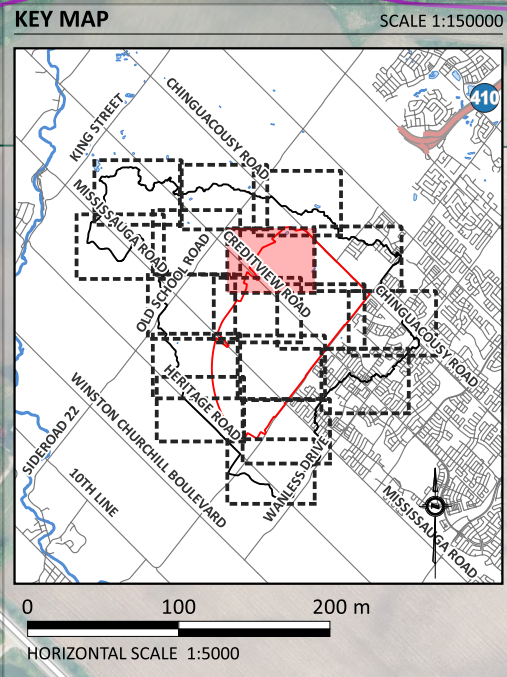 KEY MAP
SCALE 1:150000
410
KING STREET
CHINGUACOUSY ROAD
MISSISSAUGA ROAD
OLD SCHOOL ROAD
CREDITVIEW ROAD
CHINGUACOUSY ROAD
HERITAGE ROAD
WINSTON CHURCHILL BOULEVARD
SIDEROAD 22
10TH LINE
WANLESS DRIVE
MISSISSAUGA ROAD
0 100 200 m
HORIZONTAL SCALE 1:5000